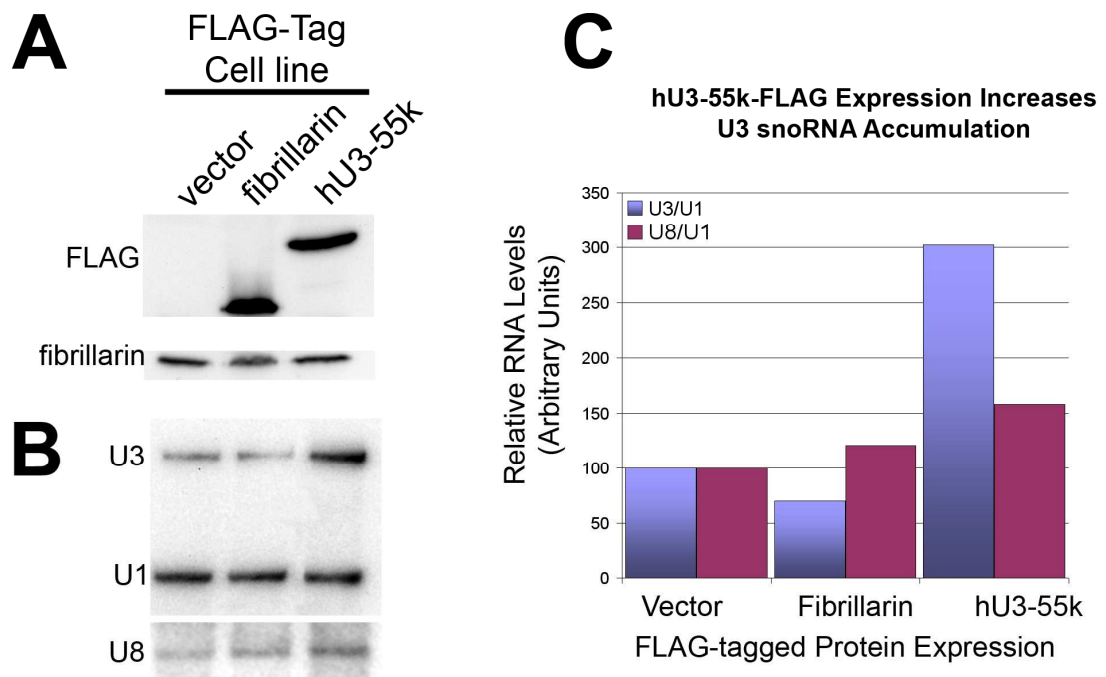 A
FLAG-Tag
Cell line
vector
fibrillarin
hU3-55k
FLAG
fibrillarin
B
U3
U1
U8
C
hU3-55k-FLAG Expression Increases
U3 snoRNA Accumulation
Relative RNA Levels
(Arbitrary Units)
350
300
250
200
150
100
50
0
U3/U1
U8/U1
Vector
Fibrillarin
hU3-55k
FLAG-tagged Protein Expression